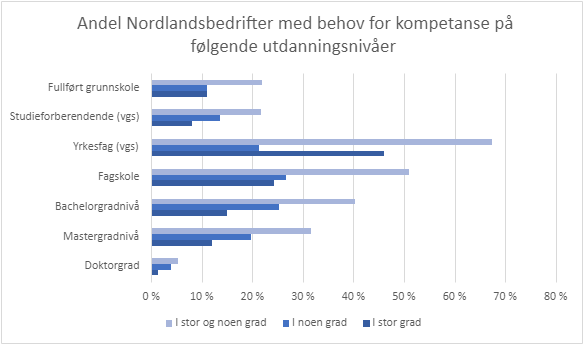 Andel Nordlandsbedrifter med behov for kompetanse på
følgende utdanningsnivåer
Fullført grunnskole
Studieforberendende (vgs)
Yrkesfag (vgs)
Fagskole
Bachelorgradnivå
Mastergradnivå
Doktorgrad
0 % 10 % 20 % 30 % 40 % 50 % 60 % 70 % 80 %
I stor og noen grad I noen grad I stor grad